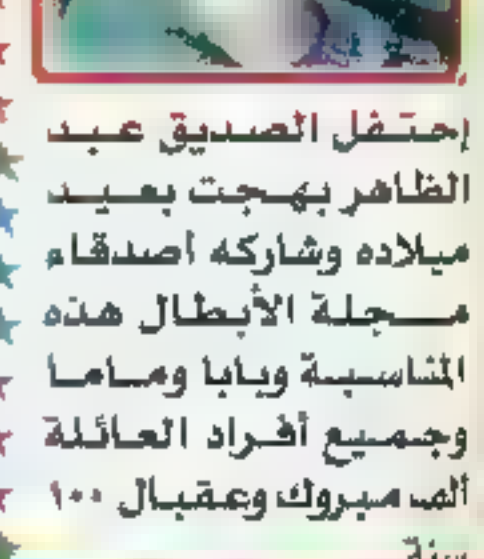 إحتفل الصديق عبد
الظاهر بهجت بعيد
ميلاده وشاركه أصدقاء
مجلة الأبطال هذه
المناسبة وبابا وماما
وجميع أفراد العائلة
ألف مبروك وعقبال ١٠٠
سنة